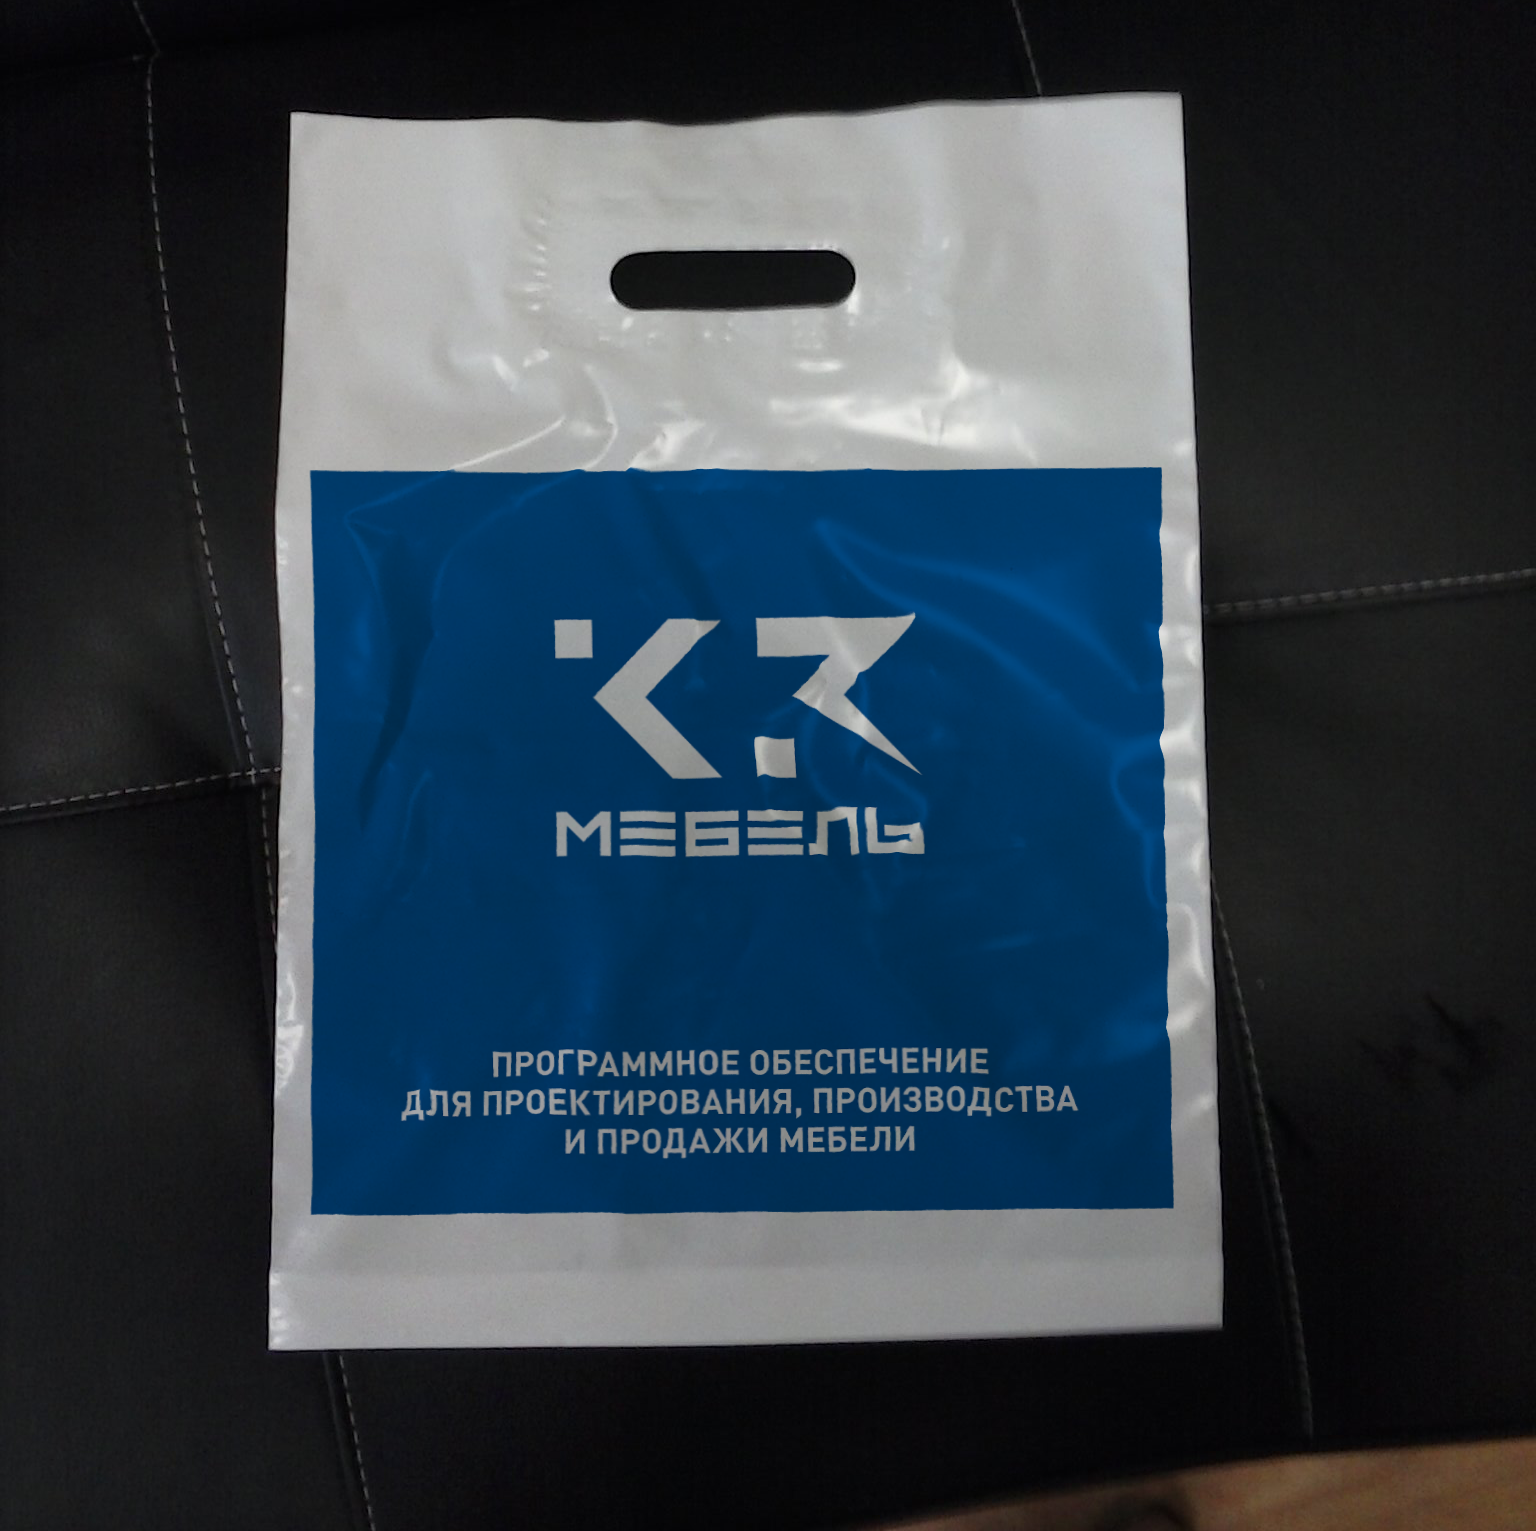 К3
МЕБЕЛЬ
ПРОГРАММНОЕ ОБЕСПЕЧЕНИЕ
ДЛЯ ПРОЕКТИРОВАНИЯ, ПРОИЗВОДСТВА
И ПРОДАЖИ МЕБЕЛИ